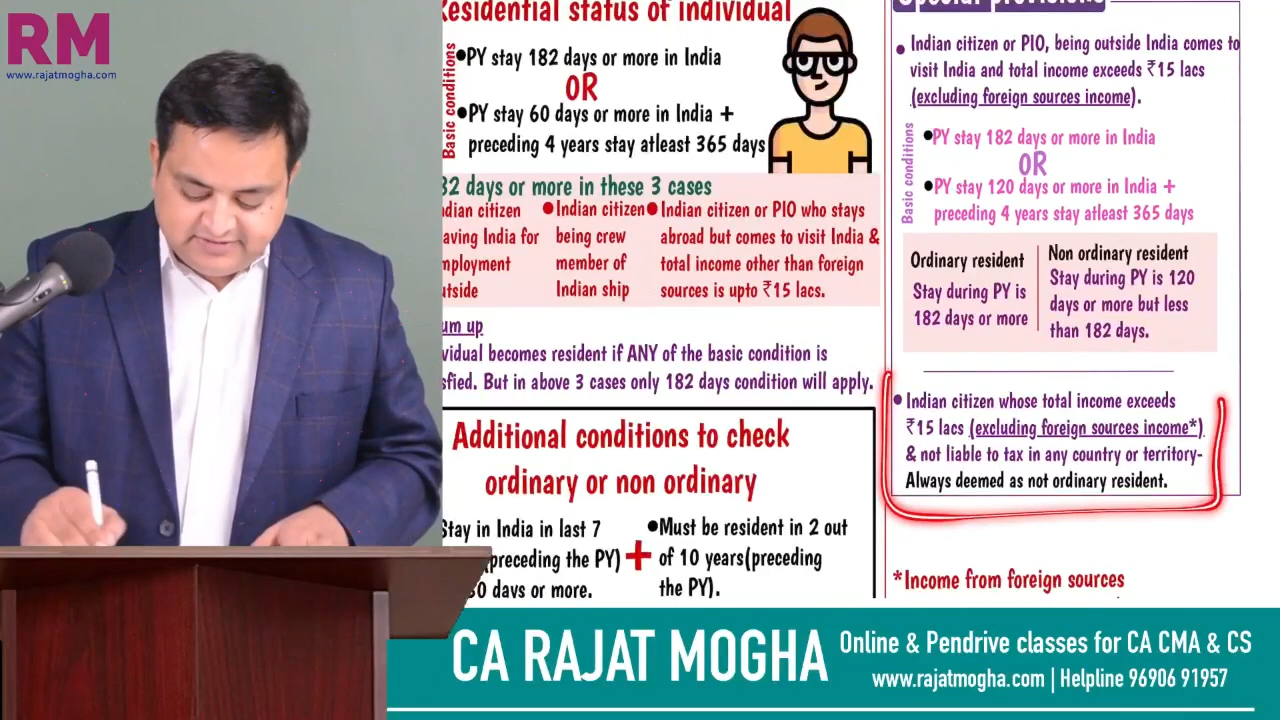 RM
www.rajatmogha.com
Residential status of individual
Basic conditions
●PY stay 182 days or more in India
OR
●PY stay 60 days or more in India +
preceding 4 years stay atleast 365 days
days or more in these 3 cases
citizen
for
●Indian citizen
being crew
member of
Indian ship
●Indian citizen or PIO who stays
abroad but comes to visit India &
total income other than foreign
sources is upto ₹15 lacs.
up
becomes resident if ANY of the basic condition is
But in above 3 cases only 182 days condition will apply.
Additional conditions to check
ordinary or non ordinary
Stay in India in last 7
(preceding the PY)
days or more.
+
●Must be resident in 2 out
of 10 years(preceding
the PY).
Special provisions
● Indian citizen or PIO, being outside India comes to
visit India and total income exceeds ₹15 lacs
(excluding foreign sources income).
Basic conditions
●PY stay 182 days or more in India
OR
●PY stay 120 days or more in India +
preceding 4 years stay atleast 365 days
Ordinary resident
Stay during PY is
182 days or more
Non ordinary resident
Stay during PY is 120
days or more but less
than 182 days.
● Indian citizen whose total income exceeds
₹15 lacs (excluding foreign sources income*)
& not liable to tax in any country or territory-
Always deemed as not ordinary resident.
*Income from foreign sources
CA RAJAT MOGHA
Online & Pendrive classes for CA CMA & CS
www.rajatmogha.com | Helpline 96906 91957